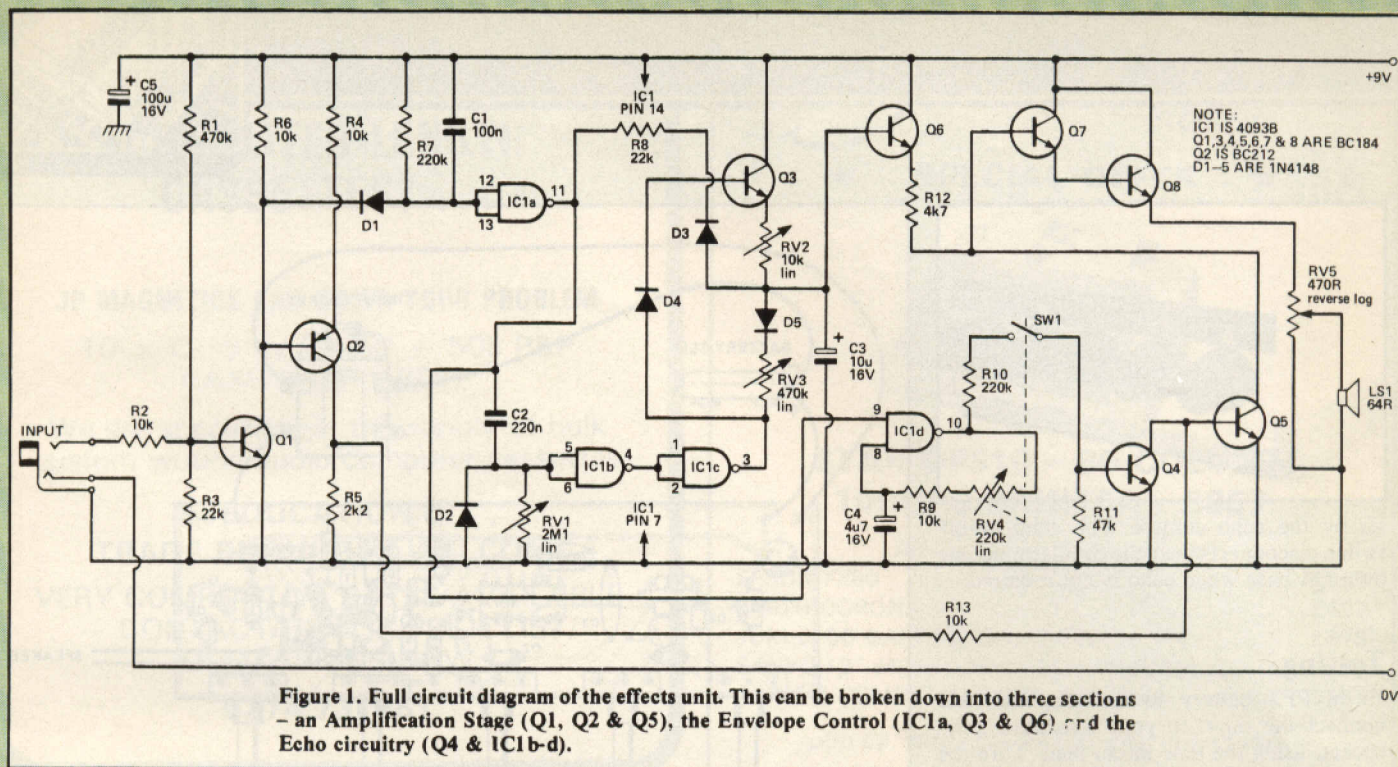 +9V
C5
100u
16V
R1
470k
R6
10k
R4
10k
R7
220k
C1
100n
IC1
PIN 14
R8
22k
12
13
IC1a
11
D1
Q3
Q6
Q7
Q8
NOTE:
IC1 IS 4093B
Q1,3,4,5,6,7 & 8 ARE BC184
Q2 IS BC212
D1–5 ARE 1N4148
R12
4k7
D3
RV2
10k
lin
D4
D5
RV3
470k
lin
C3
10u
16V
SW1
R10
220k
RV5
470R
reverse log
LS1
64R
Q2
INPUT
R2
10k
Q1
R3
22k
R5
2k2
C2
220n
D2
RV1
2M1
lin
5
6
IC1b
4
IC1
PIN 7
1
2
IC1c
3
9
8
IC1d
10
C4
4u7
16V
R9
10k
RV4
220k
lin
Q4
R11
47k
Q5
R13
10k
0V
Figure 1. Full circuit diagram of the effects unit. This can be broken down into three sections
– an Amplification Stage (Q1, Q2 & Q5), the Envelope Control (IC1a, Q3 & Q6) and the
Echo circuitry (Q4 & IC1b-d).